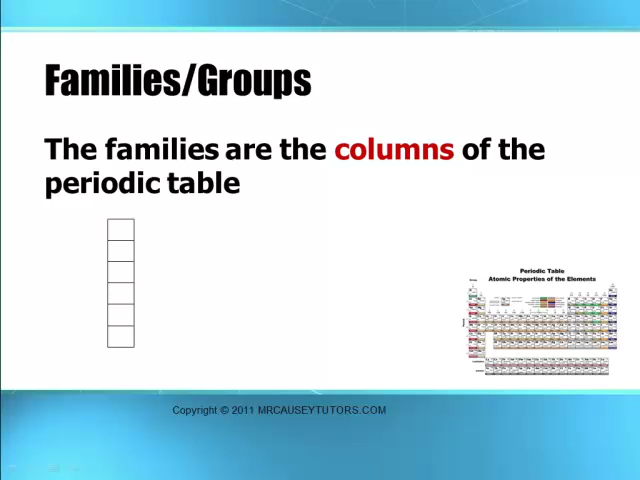 Families/Groups
The families are the columns of the
periodic table
Periodic Table
Atomic Properties of the Elements
Copyright © 2011 MRCAUSEYTUTORS.COM